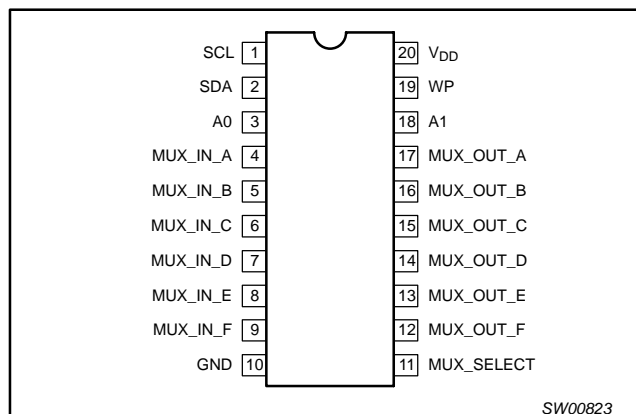 SCL 1 20 VDD
SDA 2 19 WP
A0 3 18 A1
MUX_IN_A 4 17 MUX_OUT_A
MUX_IN_B 5 16 MUX_OUT_B
MUX_IN_C 6 15 MUX_OUT_C
MUX_IN_D 7 14 MUX_OUT_D
MUX_IN_E 8 13 MUX_OUT_E
MUX_IN_F 9 12 MUX_OUT_F
GND 10 11 MUX_SELECT
SW00823